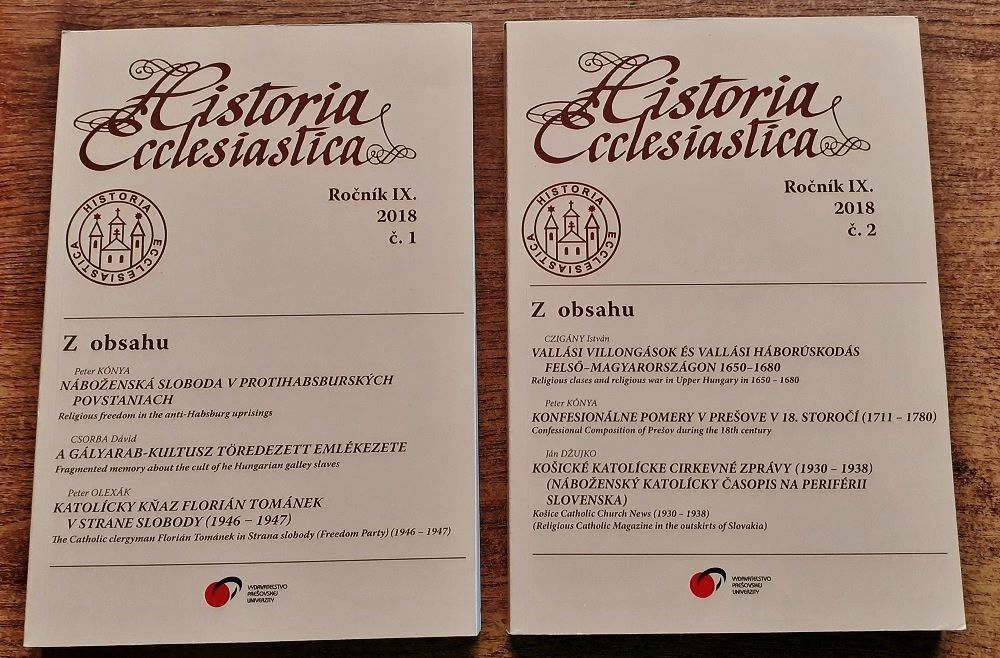 Historia
Ecclesiastica
HISTORIA ECCLESIASTICA
Ročník IX.
2018
č. 1
Z obsahu
Peter KÓNYA
NÁBOŽENSKÁ SLOBODA V PROTIHABSBURSKÝCH
POVSTANIACH
Religious freedom in the anti-Habsburg uprisings
CSORBA Dávid
A GÁLYARAB-KULTUSZ TÖREDEZETT EMLÉKEZETE
Fragmented memory about the cult of he Hungarian galley slaves
Peter OLEXÁK
KATOLÍCKY KŇAZ FLORIÁN TOMÁNEK
V STRANE SLOBODY (1946 – 1947)
The Catholic clergyman Florián Tománek in Strana slobody (Freedom Party) (1946 – 1947)
VYDAVATEĽSTVO
PREŠOVSKEJ
UNIVERZITY
Historia
Ecclesiastica
HISTORIA ECCLESIASTICA
Ročník IX.
2018
č. 2
Z obsahu
CZIGÁNY István
VALLÁSI VILLONGÁSOK ÉS VALLÁSI HÁBORÚSKODÁS
FELSŐ–MAGYARORSZÁGON 1650–1680
Religious clases and religious war in Upper Hungary in 1650 – 1680
Peter KÓNYA
KONFESIONÁLNE POMERY V PREŠOVE V 18. STOROČÍ (1711 – 1780)
Confessional Composition of Prešov during the 18th century
Ján DŽUJKO
KOŠICKÉ KATOLÍCKE CIRKEVNÉ ZPRÁVY (1930 – 1938)
(NÁBOŽENSKÝ KATOLÍCKY ČASOPIS NA PERIFÉRII
SLOVENSKA)
Košice Catholic Church News (1930 – 1938)
(Religious Catholic Magazine in the outskirts of Slovakia)
VYDAVATEĽSTVO
PREŠOVSKEJ
UNIVERZITY